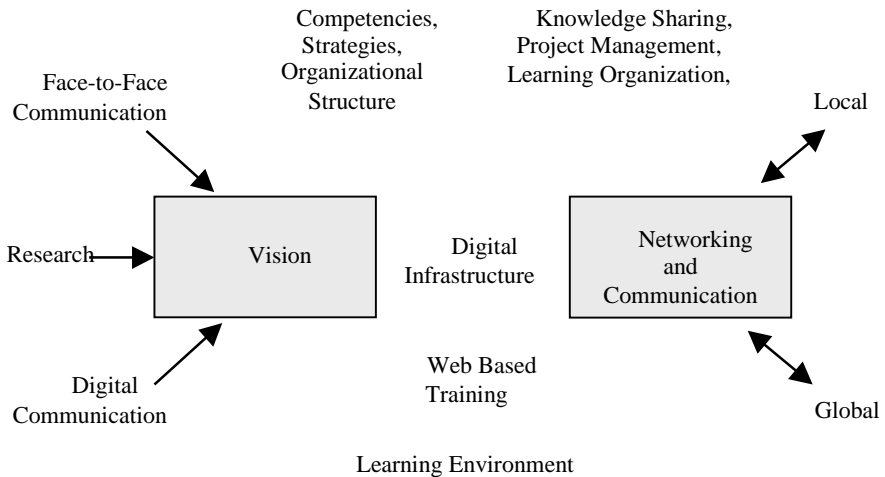 Competencies,
Strategies,
Organizational
Structure
Knowledge Sharing,
Project Management,
Learning Organization,
Face-to-Face
Communication
Local
Research
Vision
Digital
Infrastructure
Networking
and
Communication
Web Based
Training
Digital
Communication
Global
Learning Environment